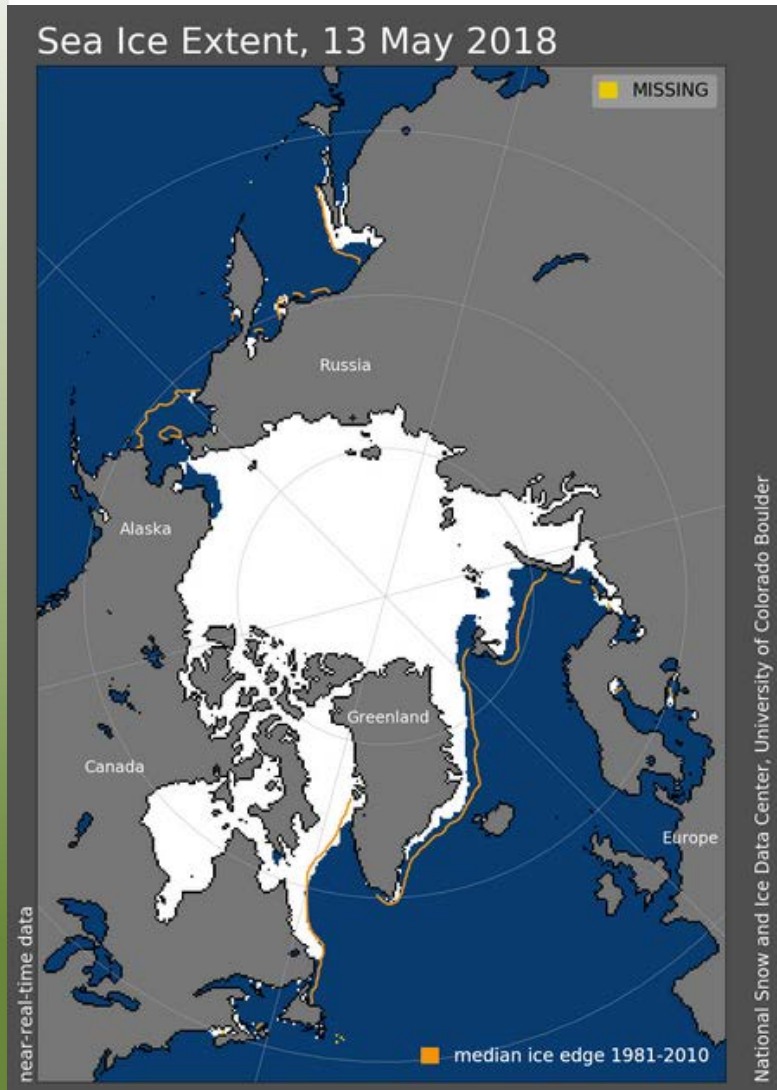 Sea Ice Extent, 13 May 2018
MISSING
Russia
Alaska
Greenland
Canada
Europe
near-real-time data
median ice edge 1981-2010
National Snow and Ice Data Center, University of Colorado Boulder